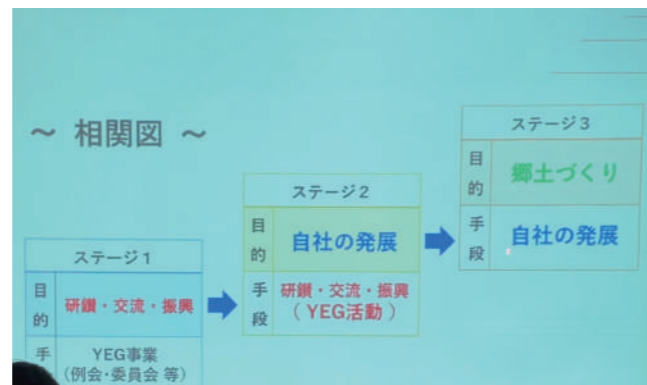 ～ 相関図 ～
ステージ1
目的
研鑽・交流・振興
手
YEG事業
(例会・委員会 等)
ステージ2
目的
自社の発展
手段
研鑽・交流・振興
( YEG活動 )
ステージ3
目的
郷土づくり
手段
自社の発展